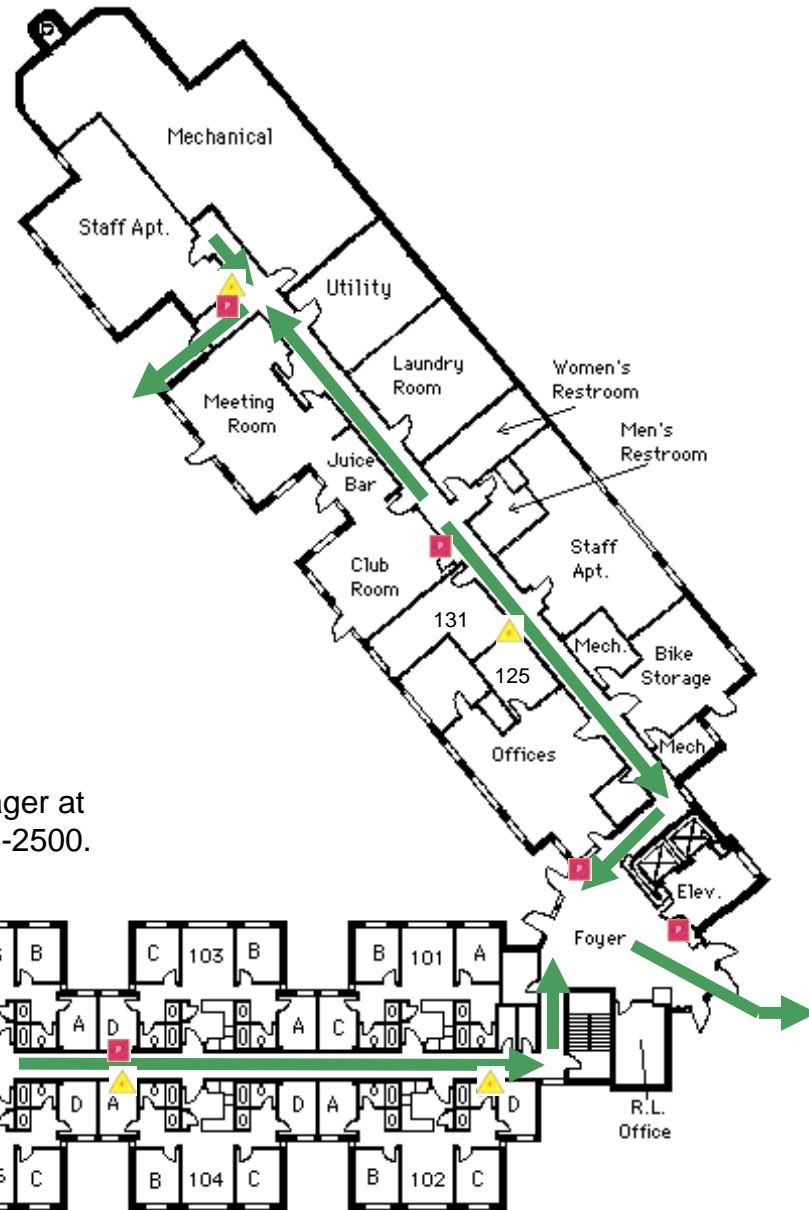 Mechanical
Staff Apt.
Utility
Laundry
Room
Women's
Restroom
Meeting
Room
Men's
Restroom
Juice
Bar
Club
Room
Staff
Apt.
131
Mech.
125
Bike
Storage
Offices
Mech
ager at
-2500.
Elev.
Foyer
B
C
103
B
B
101
A
A
D
A
C
D
A
D
A
D
C
B
104
C
B
102
C
R.L.
Office
P
P
P
P
P